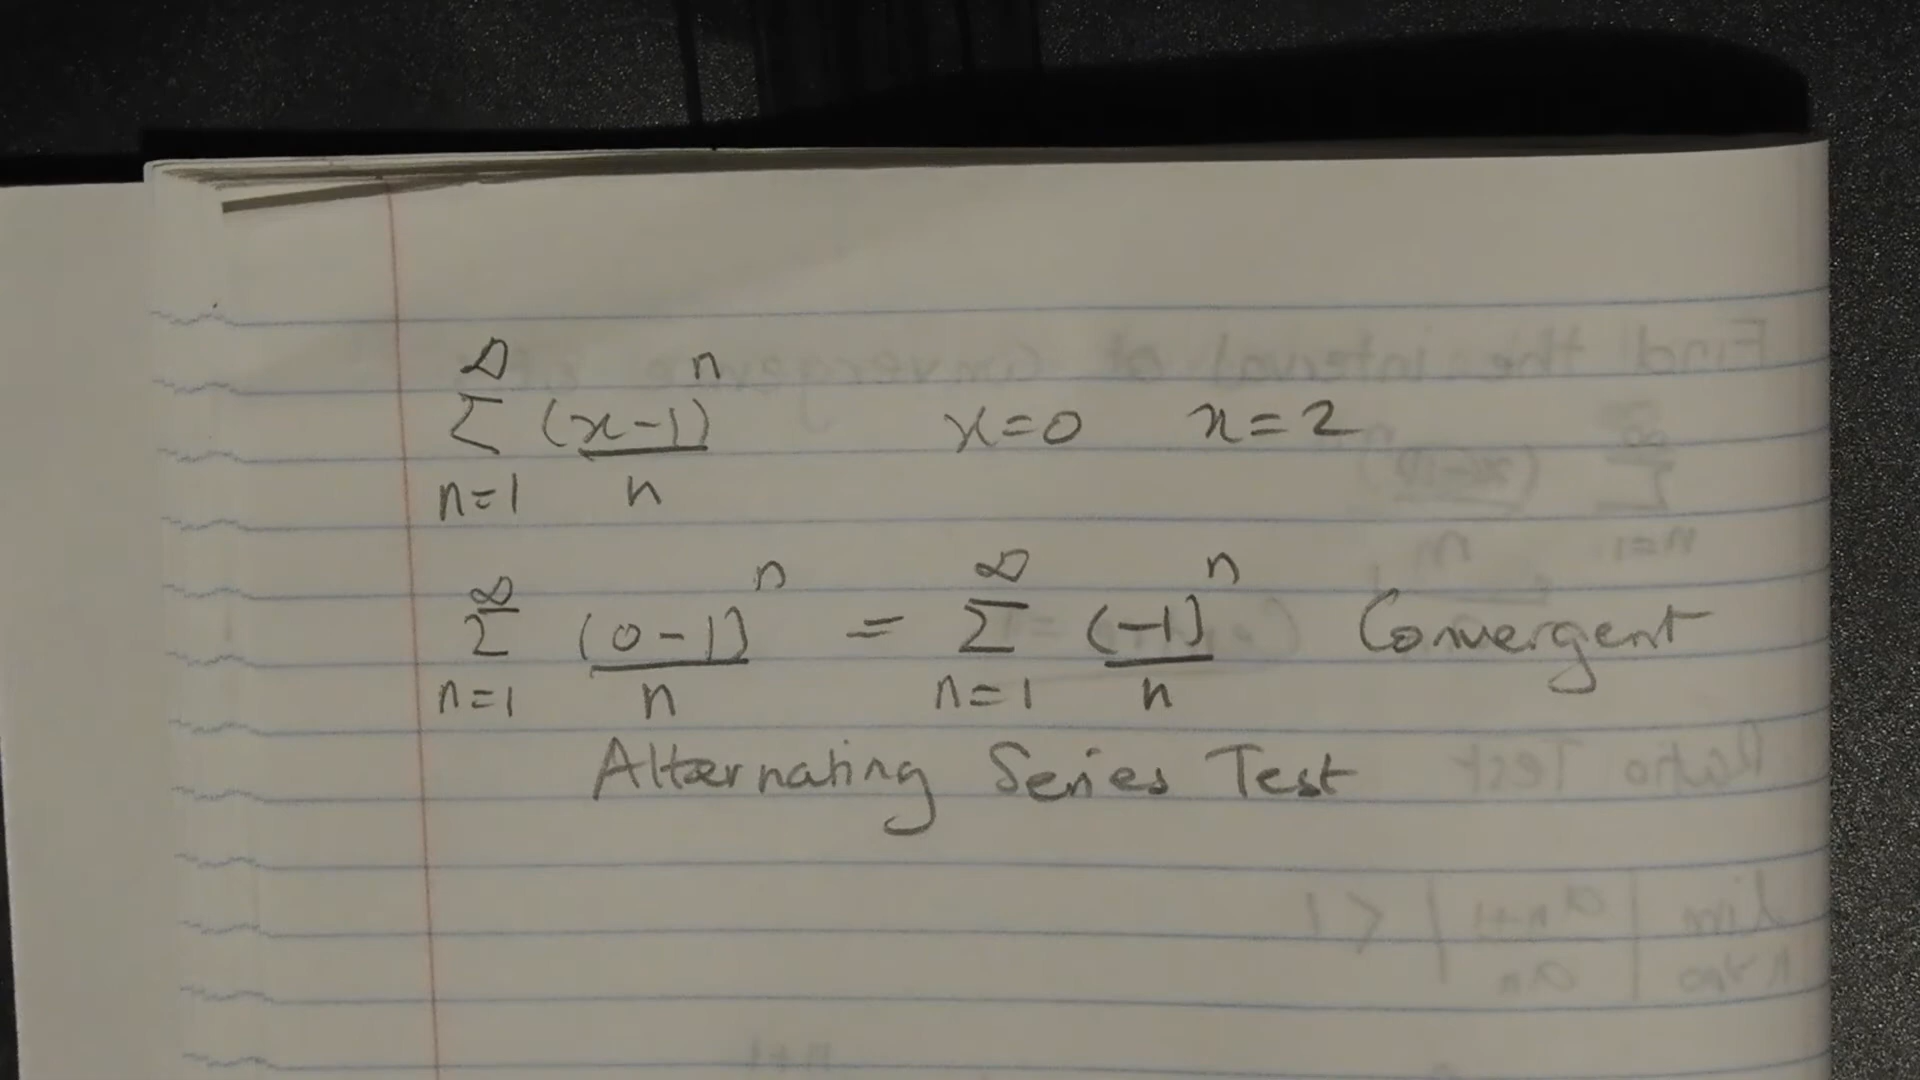 ∞ Σ n=1 (x-1)^n / n x=0 x=2
∞ Σ n=1 (0-1)^n / n = ∞ Σ n=1 (-1)^n / n Convergent
Alternating Series Test